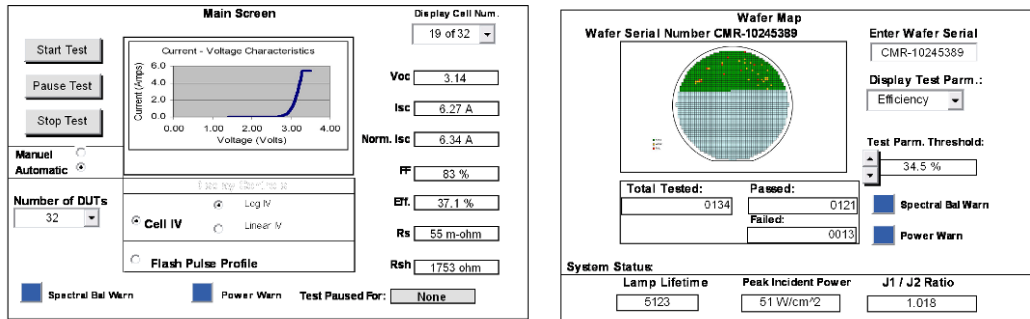 Main Screen
Display Cell Num.
19 of 32
Start Test
Pause Test
Stop Test
Current - Voltage Characteristics
Current (Amps)
6.0
4.0
2.0
0.0
0.00 1.00 2.00 3.00 4.00
Voltage (Volts)
Voc 3.14
Isc 6.27 A
Norm. Isc 6.34 A
FF 83 %
Eff. 37.1 %
Rs 55 m-ohm
Rsh 1753 ohm
Manuel
Automatic
Number of DUTs
32
Log IV
Cell IV
Linear IV
Flash Pulse Profile
Spectral Bal Warn
Power Warn
Test Paused For: None
Wafer Map
Wafer Serial Number CMR-10245389
Enter Wafer Serial
CMR-10245389
Display Test Parm.:
Efficiency
Test Parm. Threshold:
34.5 %
Total Tested: Passed:
0134 0121
Failed:
0013
Spectral Bal Warn
Power Warn
System Status:
Lamp Lifetime Peak Incident Power J1 / J2 Ratio
5123 51 W/cm^2 1.018